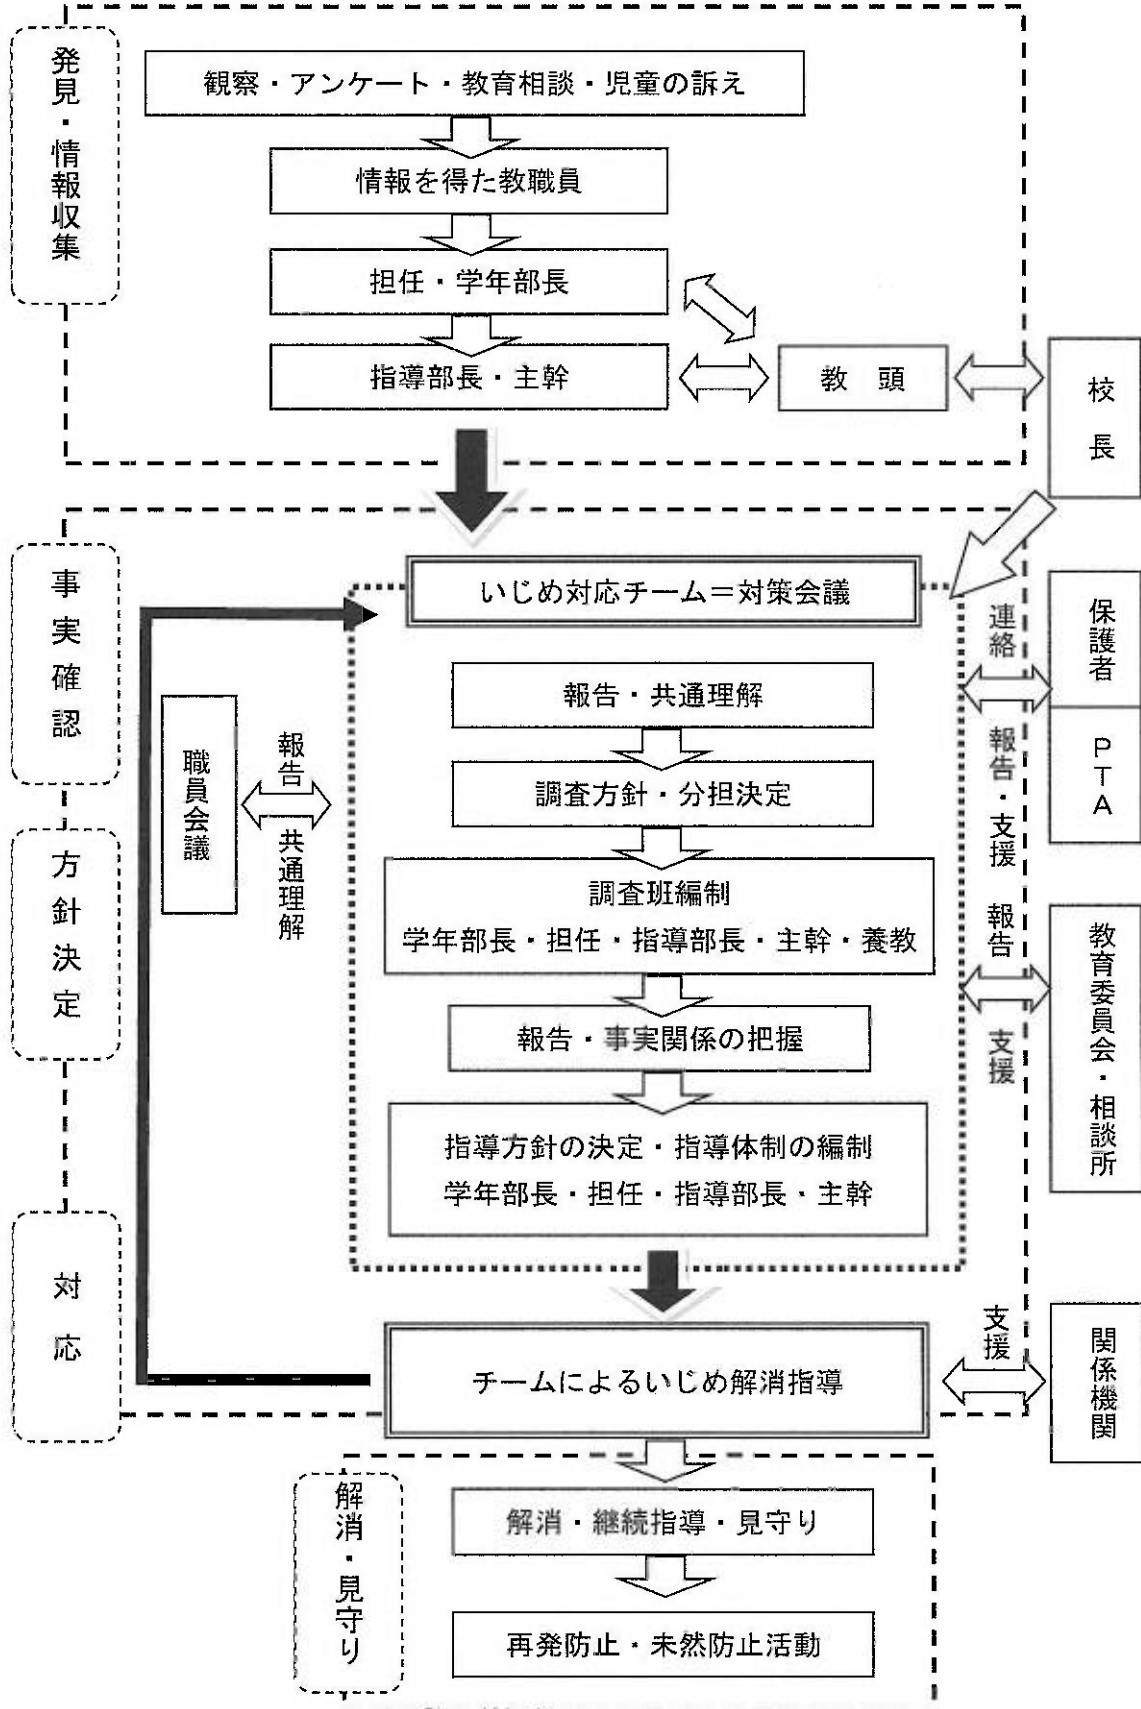 発見・情報収集
観察・アンケート・教育相談・児童の訴え
情報を得た教職員
担任・学年部長
指導部長・主幹
教　頭
校長
事実確認
いじめ対応チーム＝対策会議
連絡
保護者
報告・共通理解
職員会議
報告
共通理解
報告・支援
PTA
調査方針・分担決定
方針決定
調査班編制
学年部長・担任・指導部長・主幹・養教
報告
支援
教育委員会・相談所
報告・事実関係の把握
指導方針の決定・指導体制の編制
学年部長・担任・指導部長・主幹
対応
チームによるいじめ解消指導
支援
関係機関
解消・見守り
解消・継続指導・見守り
再発防止・未然防止活動